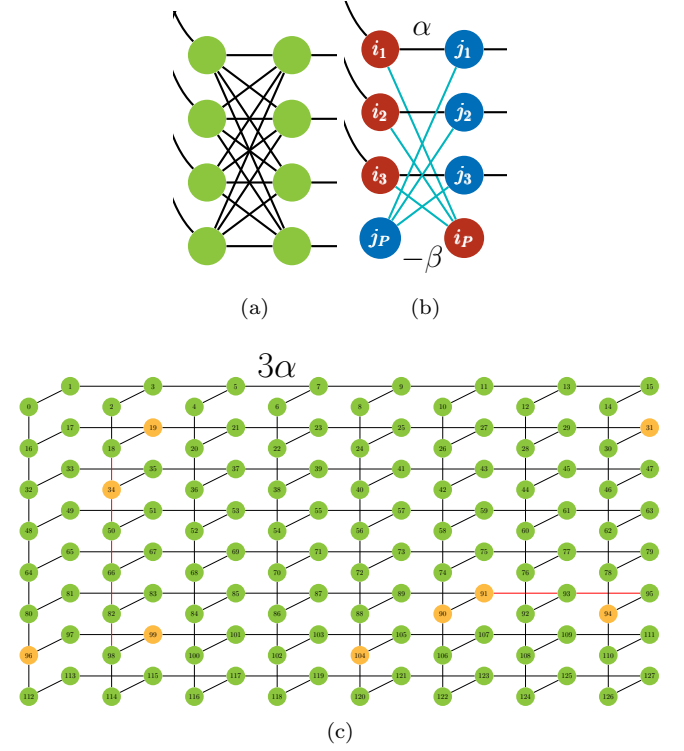 α
i₁ j₁
i₂ j₂
i₃ j₃
j_P i_P
−β
(a) (b)
3α
1 3 5 7 9 11 13 15
0 2 4 6 8 10 12 14
17 19 21 23 25 27 29 31
16 18 20 22 24 26 28 30
33 35 37 39 41 43 45 47
32 34 36 38 40 42 44 46
49 51 53 55 57 59 61 63
48 50 52 54 56 58 60 62
65 67 69 71 73 75 77 79
64 66 68 70 72 74 76 78
81 83 85 87 89 91 93 95
80 82 84 86 88 90 92 94
97 99 101 103 105 107 109 111
96 98 100 102 104 106 108 110
113 115 117 119 121 123 125 127
112 114 116 118 120 122 124 126
(c)